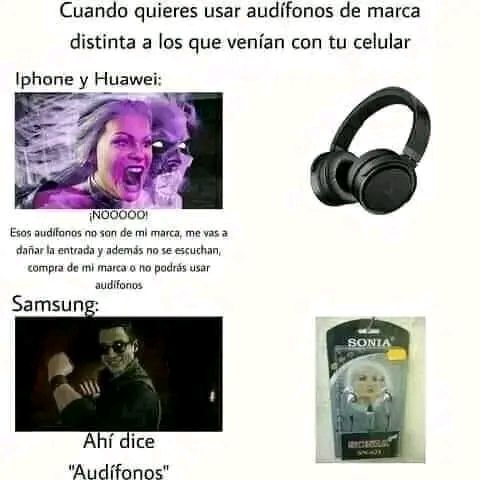 Cuando quieres usar audífonos de marca
distinta a los que venían con tu celular
Iphone y Huawei:
¡NOOOOO!
Esos audífonos no son de mi marca, me vas a
dañar la entrada y además no se escuchan,
compra de mi marca o no podrás usar
audífonos
Samsung:
SONIA
Ahí dice
"Audífonos"